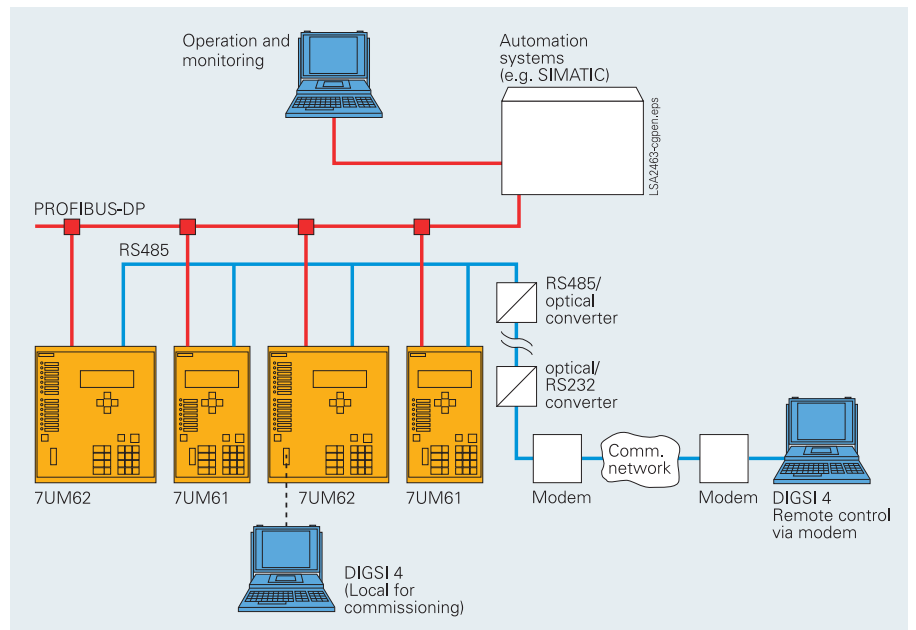 Operation and
monitoring
Automation
systems
(e.g. SIMATIC)
LSA2463-cgpen.eps
PROFIBUS-DP
RS485
RS485/
optical
converter
optical/
RS232
converter
Comm.
network
7UM62
7UM61
7UM62
7UM61
Modem
Modem
DIGSI 4
Remote control
via modem
DIGSI 4
(Local for
commissioning)